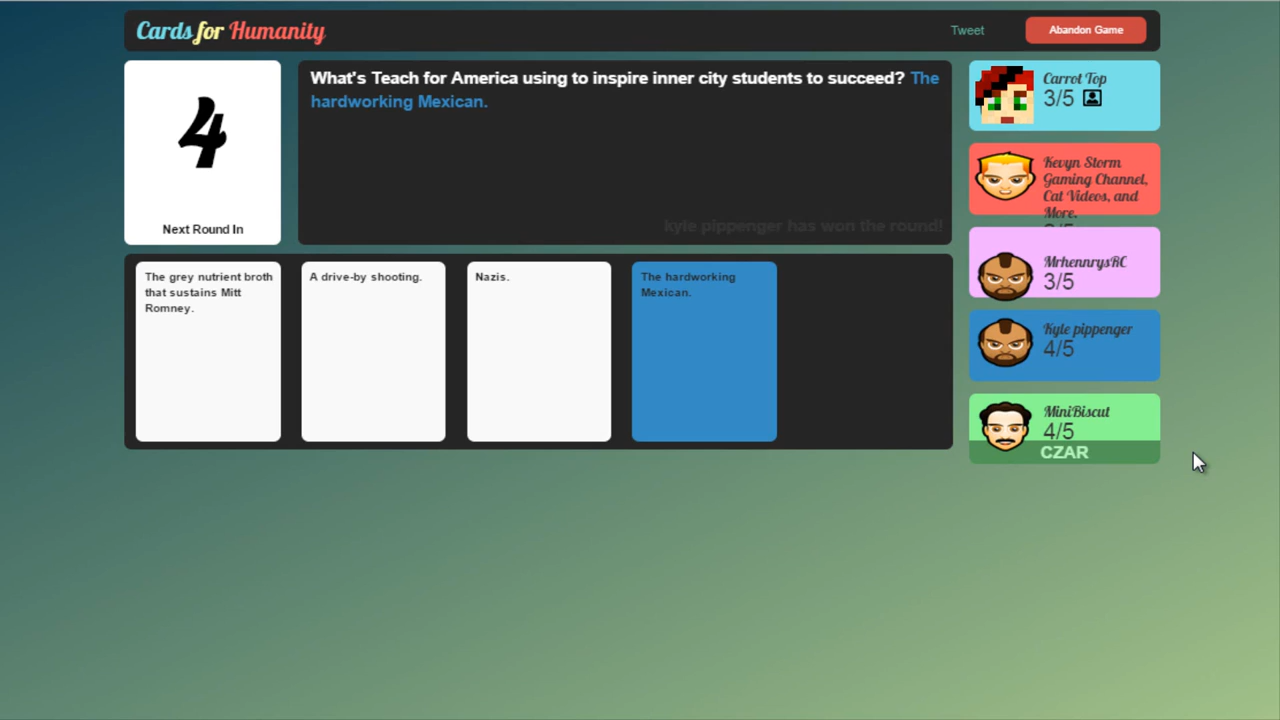 Cards for Humanity
Tweet
Abandon Game
4
Next Round In
What's Teach for America using to inspire inner city students to succeed? The
hardworking Mexican.
kyle pippenger has won the round!
The grey nutrient broth
that sustains Mitt
Romney.
A drive-by shooting.
Nazis.
The hardworking
Mexican.
Carrot Top
3/5
Kevyn Storm
Gaming Channel,
Cat Videos, and
More.
MrhennrysRC
3/5
Kyle pippenger
4/5
MiniBiscut
4/5
CZAR